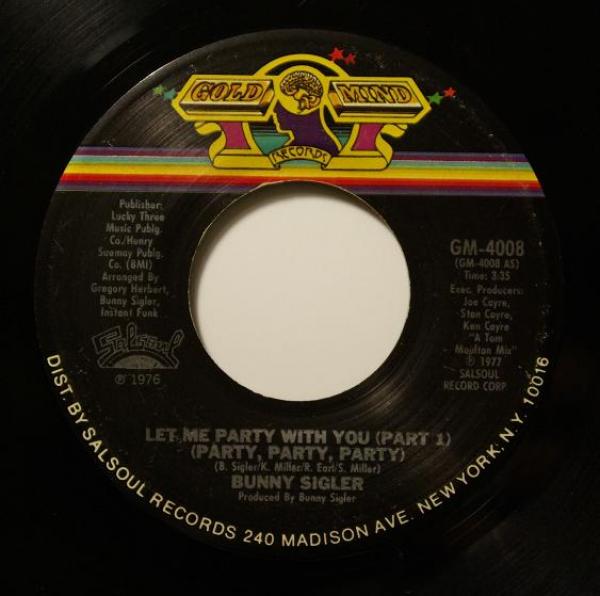 GOLD MIND
RECORDS
Publisher:
Lucky Three
Music Publg.
Co./Henry
Suemay Publg.
Co. (BMI)
Arranged By
Gregory Herbert,
Bunny Sigler,
Instant Funk
Salsoul
℗ 1976
GM-4008
(GM-4008 AS)
Time: 3:35
Exec. Producers:
Joe Cayre,
Stan Cayre,
Ken Cayre
"A Tom
Moulton Mix"
℗ 1977
SALSOUL
RECORD CORP.
LET ME PARTY WITH YOU (PART 1)
(PARTY, PARTY, PARTY)
(B. Sigler/K. Miller/R. Earl/S. Miller)
BUNNY SIGLER
Produced By Bunny Sigler
DIST. BY SALSOUL RECORDS 240 MADISON AVE. NEW YORK, N.Y. 10016